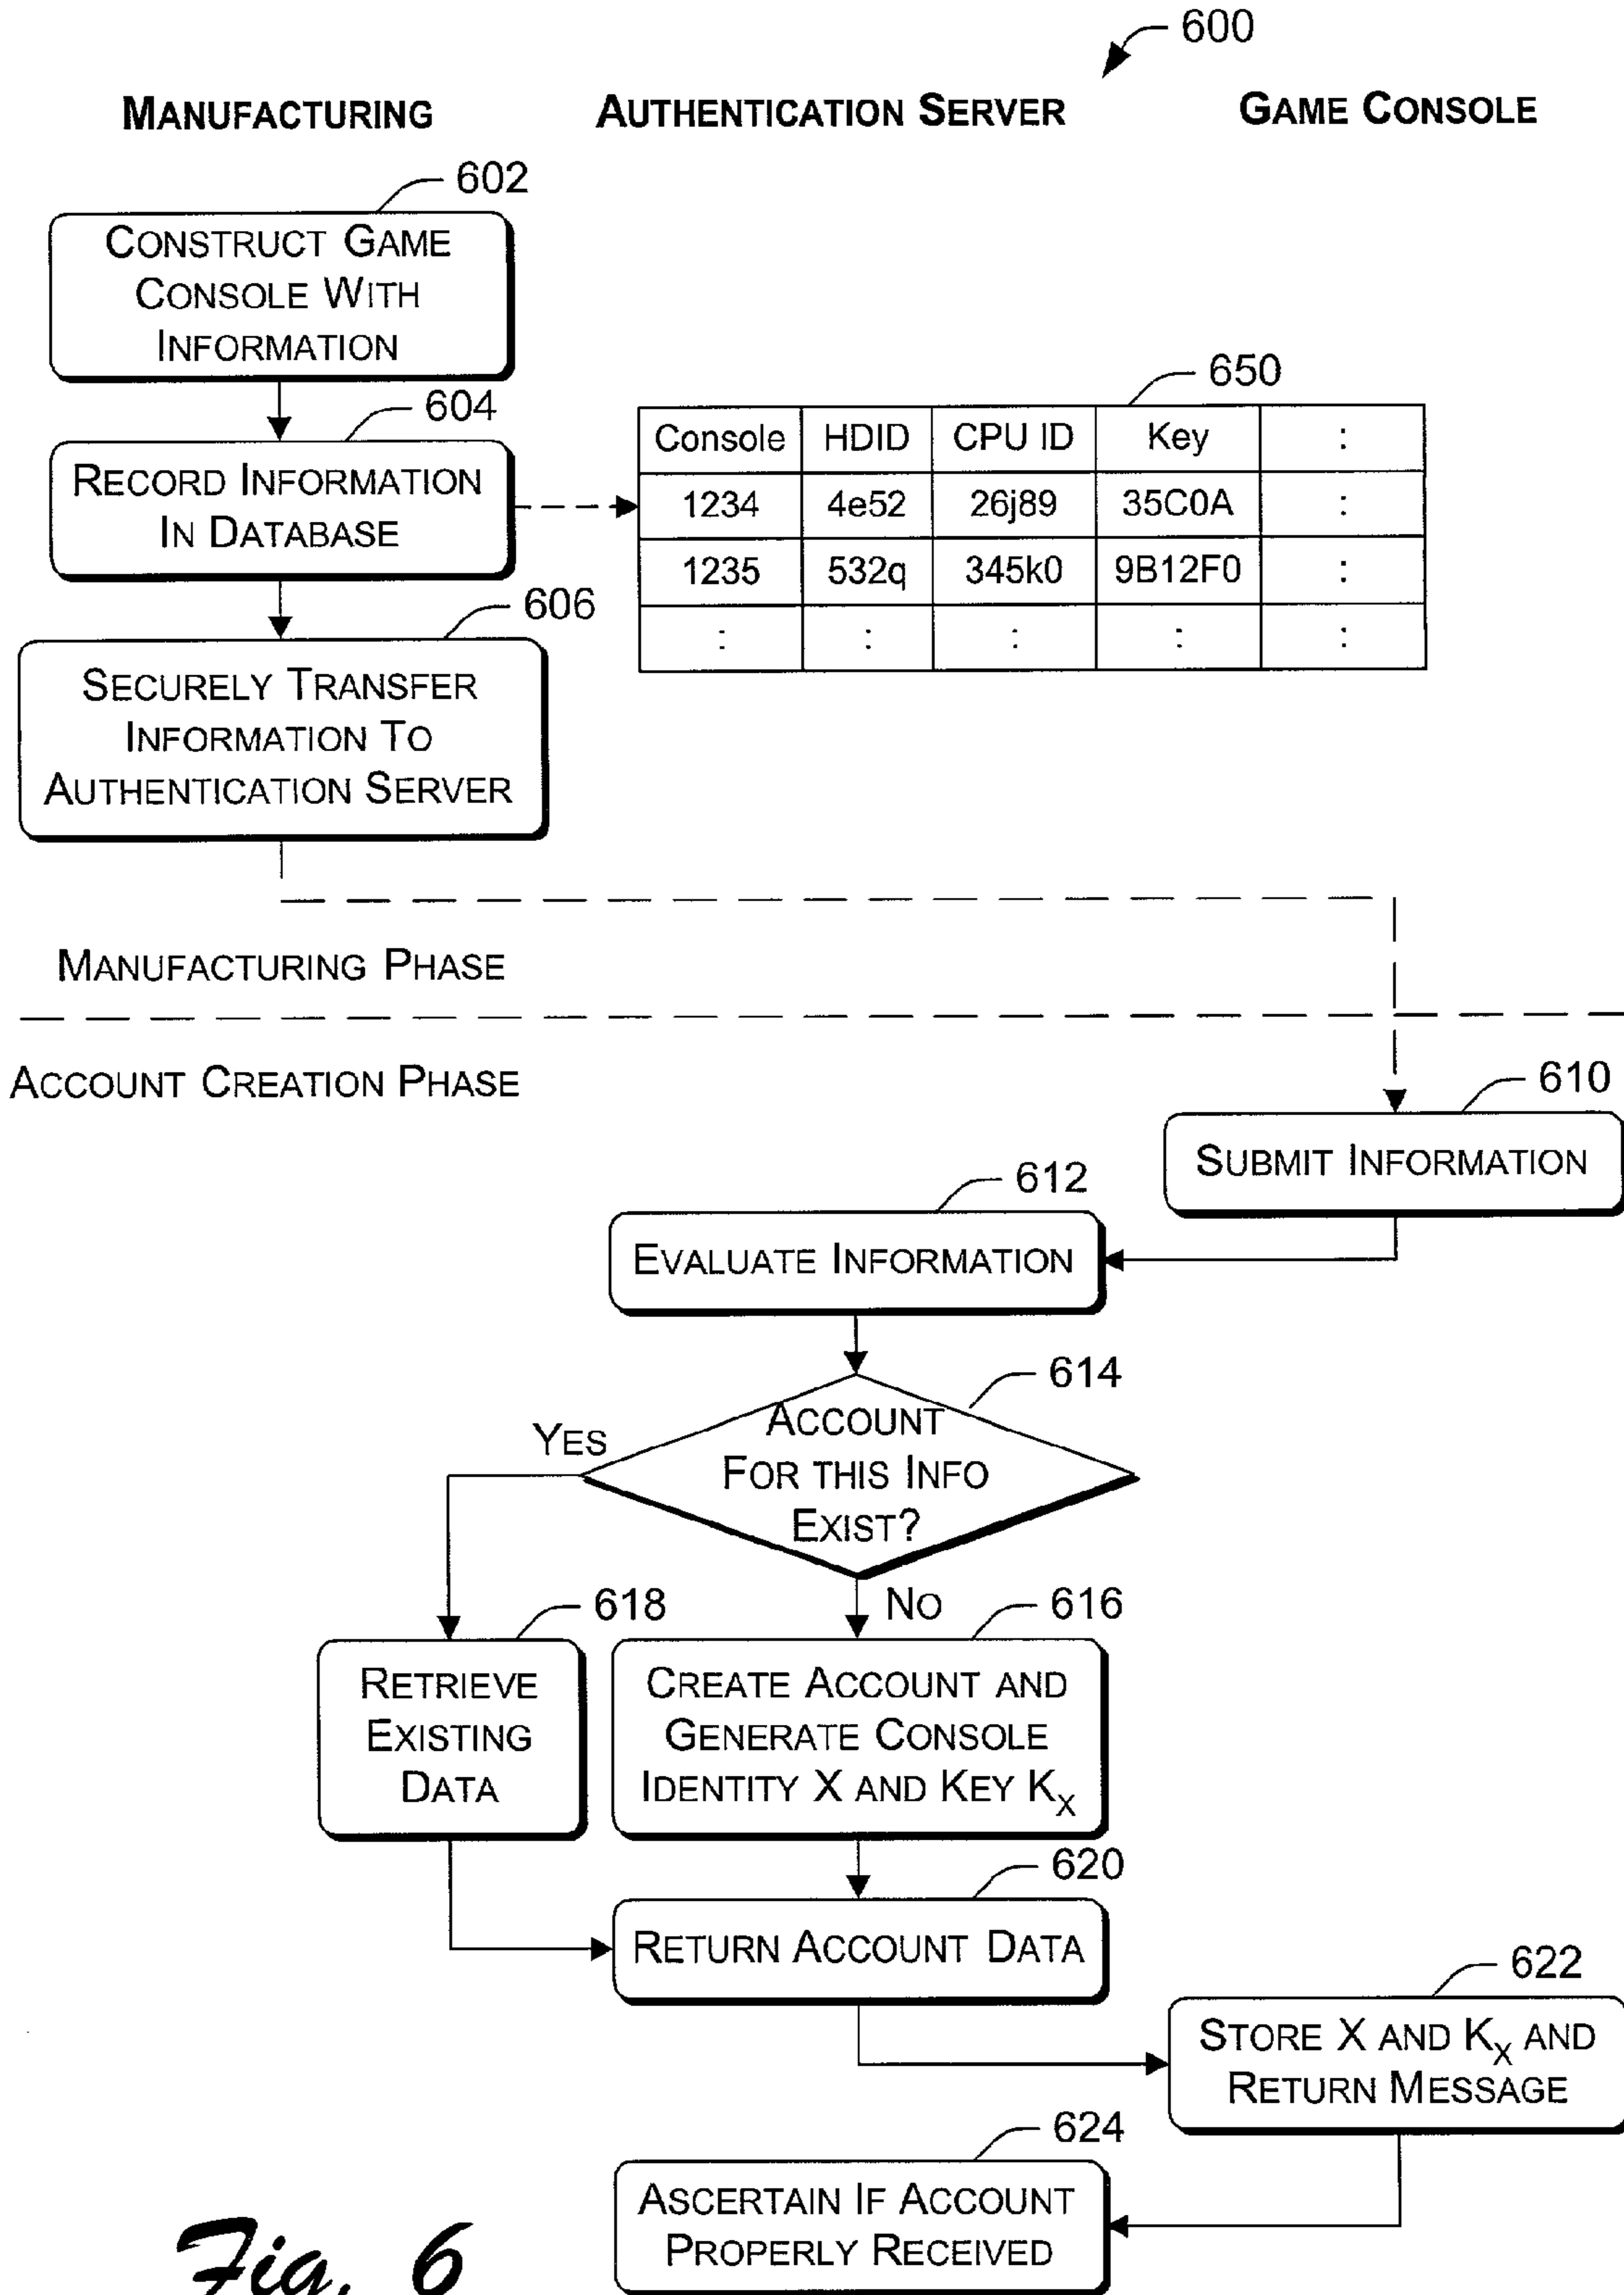 600
MANUFACTURING
AUTHENTICATION SERVER
GAME CONSOLE
602
CONSTRUCT GAME
CONSOLE WITH
INFORMATION
604
RECORD INFORMATION
IN DATABASE
650
Console HDID CPU ID Key :
1234 4e52 26j89 35C0A :
1235 532q 345k0 9B12F0 :
: : : : :
606
SECURELY TRANSFER
INFORMATION TO
AUTHENTICATION SERVER
MANUFACTURING PHASE
ACCOUNT CREATION PHASE
610
SUBMIT INFORMATION
612
EVALUATE INFORMATION
614
ACCOUNT
FOR THIS INFO
EXIST?
YES
NO
618
RETRIEVE
EXISTING
DATA
616
CREATE ACCOUNT AND
GENERATE CONSOLE
IDENTITY X AND KEY KX
620
RETURN ACCOUNT DATA
622
STORE X AND KX AND
RETURN MESSAGE
624
ASCERTAIN IF ACCOUNT
PROPERLY RECEIVED
Fig. 6